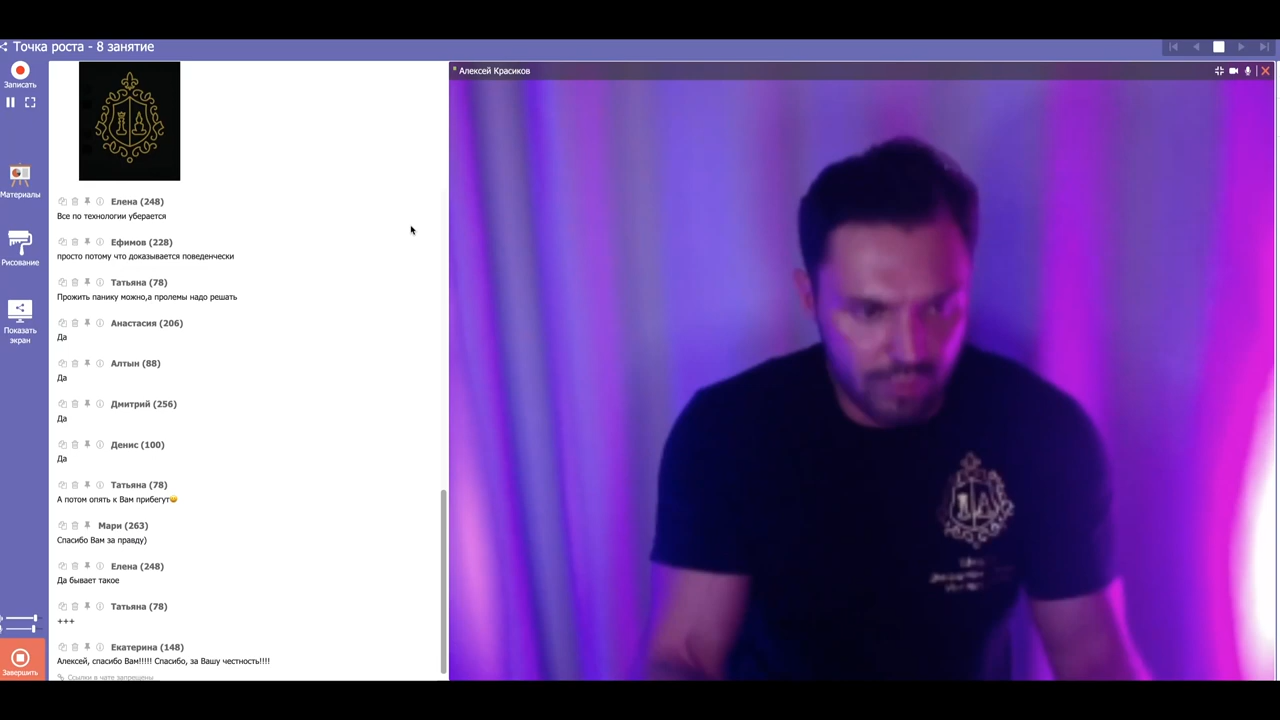 Точка роста - 8 занятие
Записать
Материалы
Рисование
Показать
экран
Завершить
Елена (248)
Все по технологии уберается
Ефимов (228)
просто потому что доказывается поведенчески
Татьяна (78)
Прожить панику можно,а пролемы надо решать
Анастасия (206)
Да
Алтын (88)
Да
Дмитрий (256)
Да
Денис (100)
Да
Татьяна (78)
А потом опять к Вам прибегут😄
Мари (263)
Спасибо Вам за правду)
Елена (248)
Да бывает такое
Татьяна (78)
+++
Екатерина (148)
Алексей, спасибо Вам!!!!! Спасибо, за Вашу честность!!!!
Ссылки в чате запрещены
Алексей Красиков